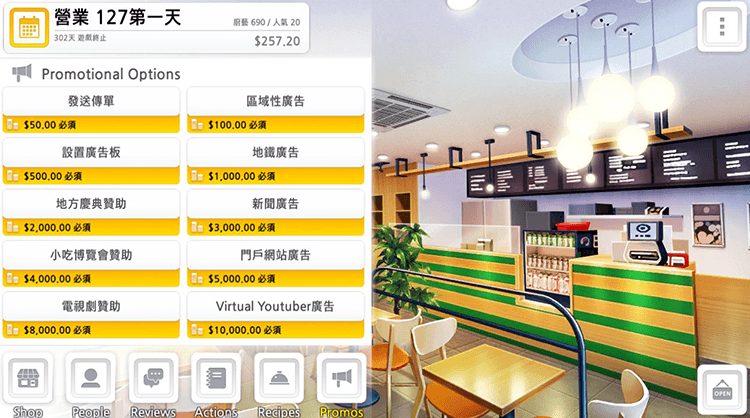 營業 127第一天
廚藝 690 / 人氣 20
302天 遊戲終止
$257.20
Promotional Options
發送傳單
區域性廣告
$50.00 必須
$100.00 必須
設置廣告板
地鐵廣告
$500.00 必須
$1,000.00 必須
地方慶典贊助
新聞廣告
$2,000.00 必須
$3,000.00 必須
小吃博覽會贊助
門戶網站廣告
$4,000.00 必須
$5,000.00 必須
電視劇贊助
Virtual Youtuber廣告
$8,000.00 必須
$10,000.00 必須
Shop
People
Reviews
Actions
Recipes
Promos
OPEN